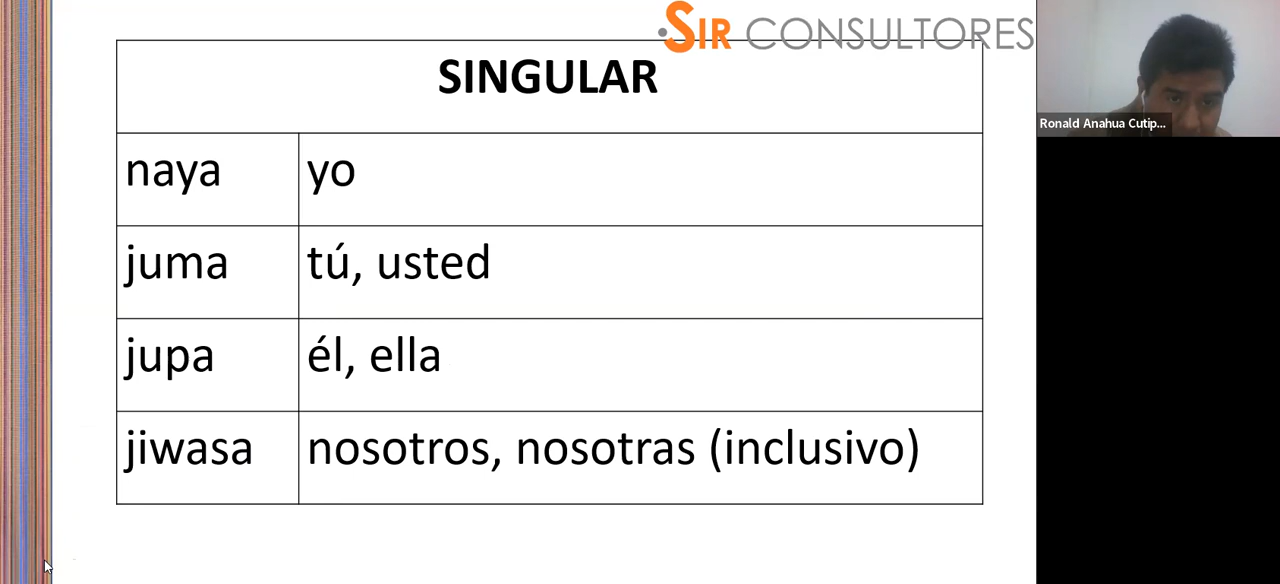 SIR CONSULTORES
SINGULAR
naya yo
juma tú, usted
jupa él, ella
jiwasa nosotros, nosotras (inclusivo)
Ronald Anahua Cutip...